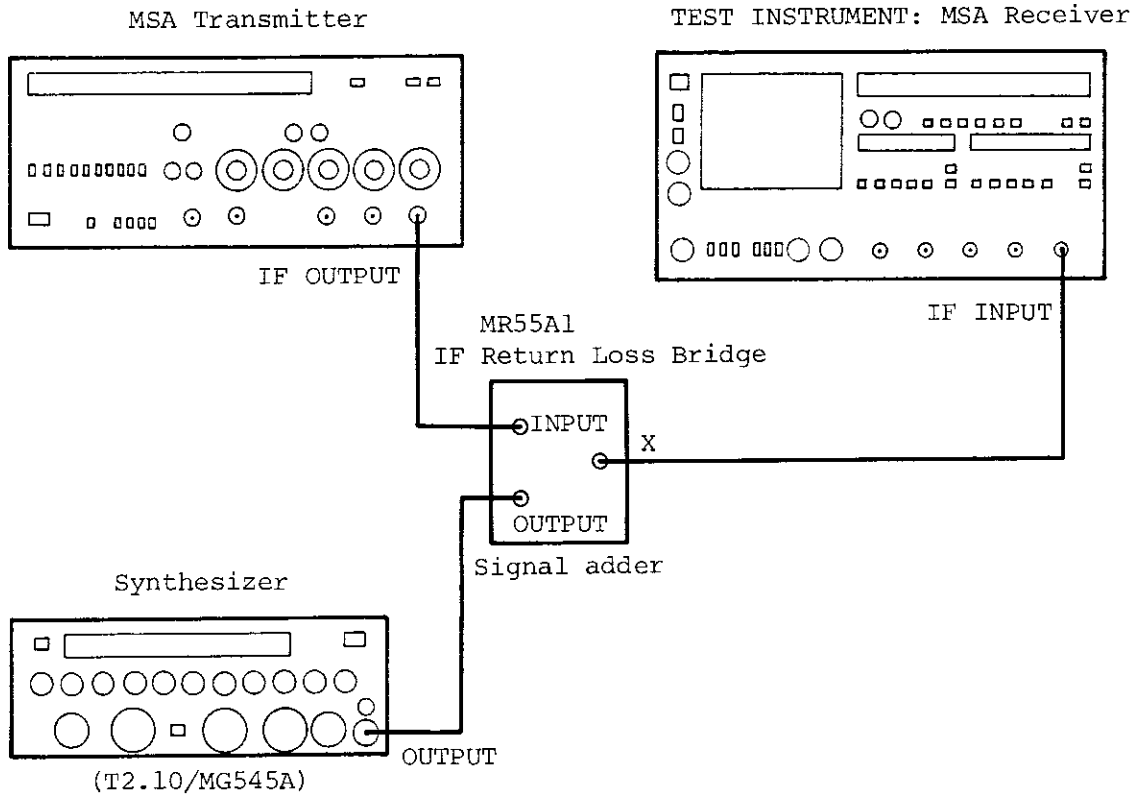 MSA Transmitter
TEST INSTRUMENT: MSA Receiver
IF OUTPUT
IF INPUT
MR55A1
IF Return Loss Bridge
INPUT
X
OUTPUT
Signal adder
Synthesizer
OUTPUT
(T2.10/MG545A)